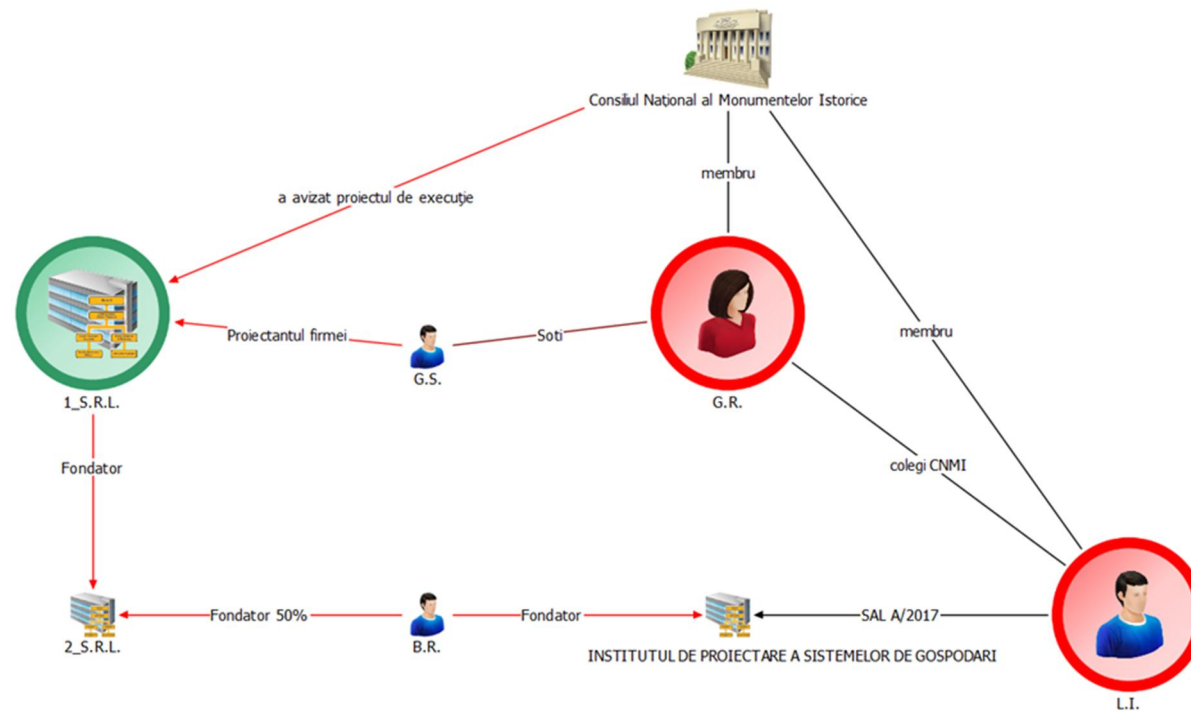 Consiliul Național al Monumentelor Istorice
membru
a avizat proiectul de execuție
Proiectantul firmei
Soti
membru
G.S.
1_S.R.L.
G.R.
Fondator
colegi CNMI
Fondator 50%
Fondator
SAL A/2017
2_S.R.L.
B.R.
INSTITUTUL DE PROIECTARE A SISTEMELOR DE GOSPODARI
L.I.